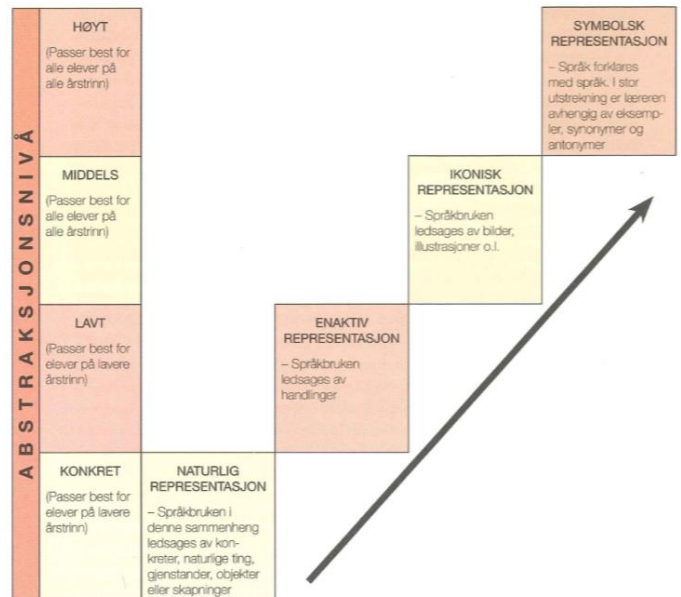 ABSTRAKSJONSNIVÅ
HØYT
(Passer best for
alle elever på
alle årstrinn)
SYMBOLSK
REPRESENTASJON
– Språk forklares
med språk. I stor
utstrekning er læreren
avhengig av eksemp-
ler, synonymer og
antonymer
MIDDELS
(Passer best for
alle elever på
alle årstrinn)
IKONISK
REPRESENTASJON
– Språkbruken
ledsages av bilder,
illustrasjoner o.l.
LAVT
(Passer best for
elever på lavere
årstrinn)
ENAKTIV
REPRESENTASJON
– Språkbruken
ledsages av
handlinger
KONKRET
(Passer best for
elever på lavere
årstrinn)
NATURLIG
REPRESENTASJON
– Språkbruken i
denne sammenheng
ledsages av kon-
kreter, naturlige ting,
gjenstander, objekter
eller skapninger